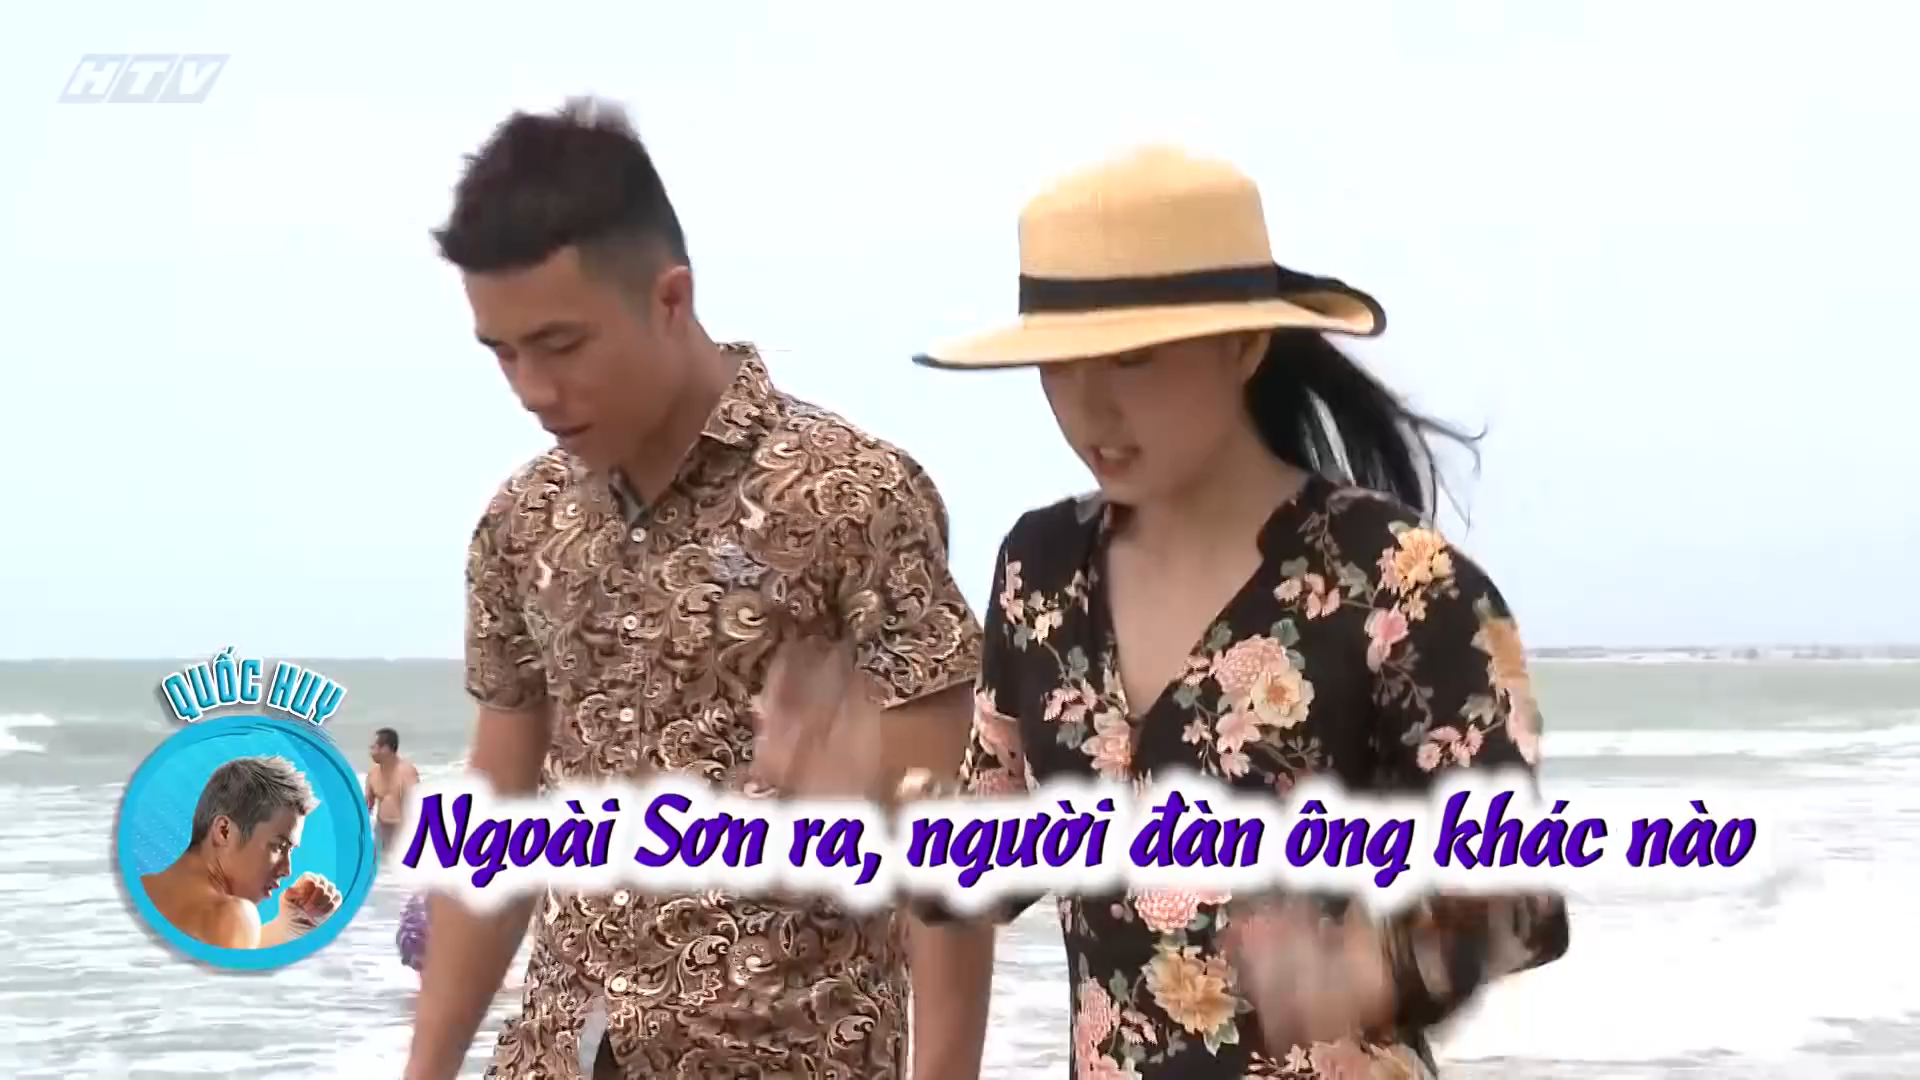 HTV
QUỐC HUY
Ngoài Sơn ra, người đàn ông khác nào